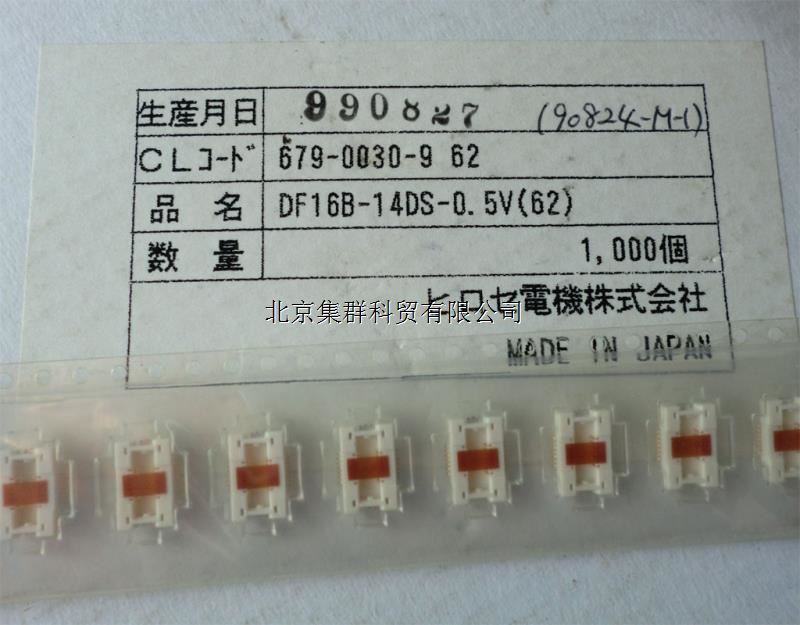 生産月日 990827 (90824-M-1)
CLコード 679-0030-9 62
品名 DF16B-14DS-0.5V(62)
数量 1,000個
ヒロセ電機株式会社
北京集群科贸有限公司
MADE IN JAPAN